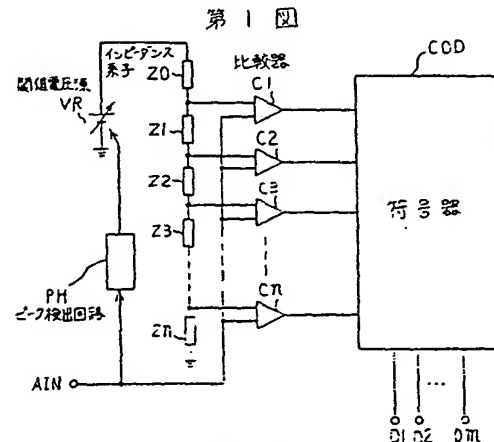 第1図
インピーダンス
素子
Z0
比較器
C1
COD
閾値電圧源
VR
Z1
C2
Z2
C3
符号器
Z3
PH
ピーク検出回路
Cn
Zn
AIN
D1 D2 … Dm